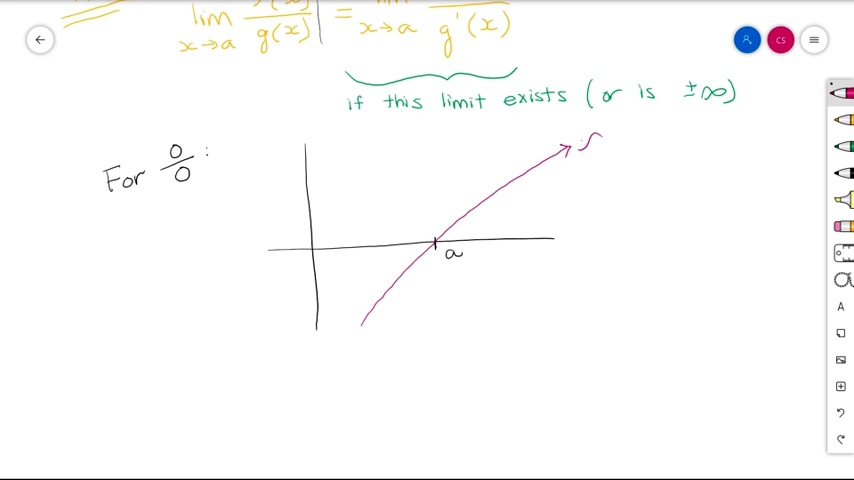 lim f(x)/g(x) = lim /g'(x)
x→a x→a
if this limit exists (or is ±∞)
For 0/0 :
f
a
CS
A